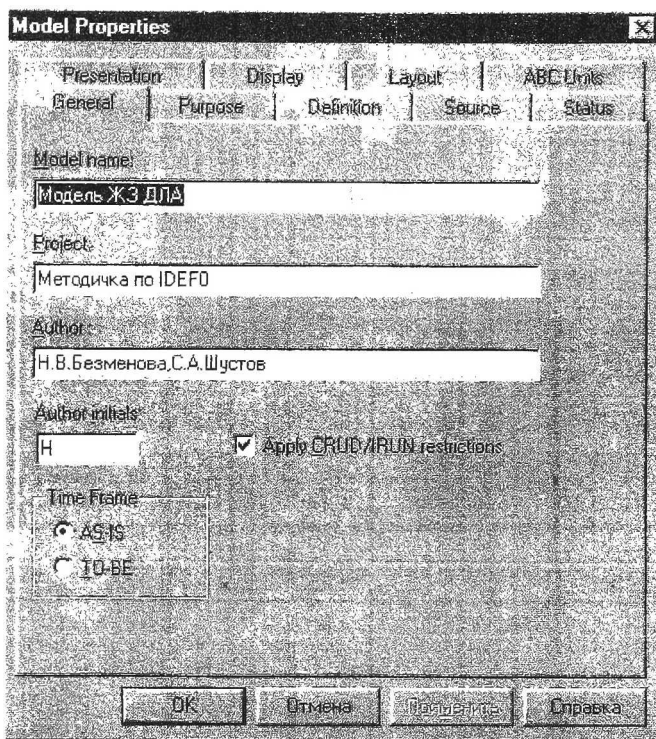 Model Properties
Presentation Display Layout ABC Units
General Purpose Definition Source Status
Model name:
Модель ЖЗ ДЛА
Project:
Методичка по IDEF0
Author:
Н.В.Безменова,С.А.Шустов
Author initials:
Н
Apply CRUD/IRUN restrictions
Time Frame
AS-IS
TO-BE
OK Отмена Применить Справка